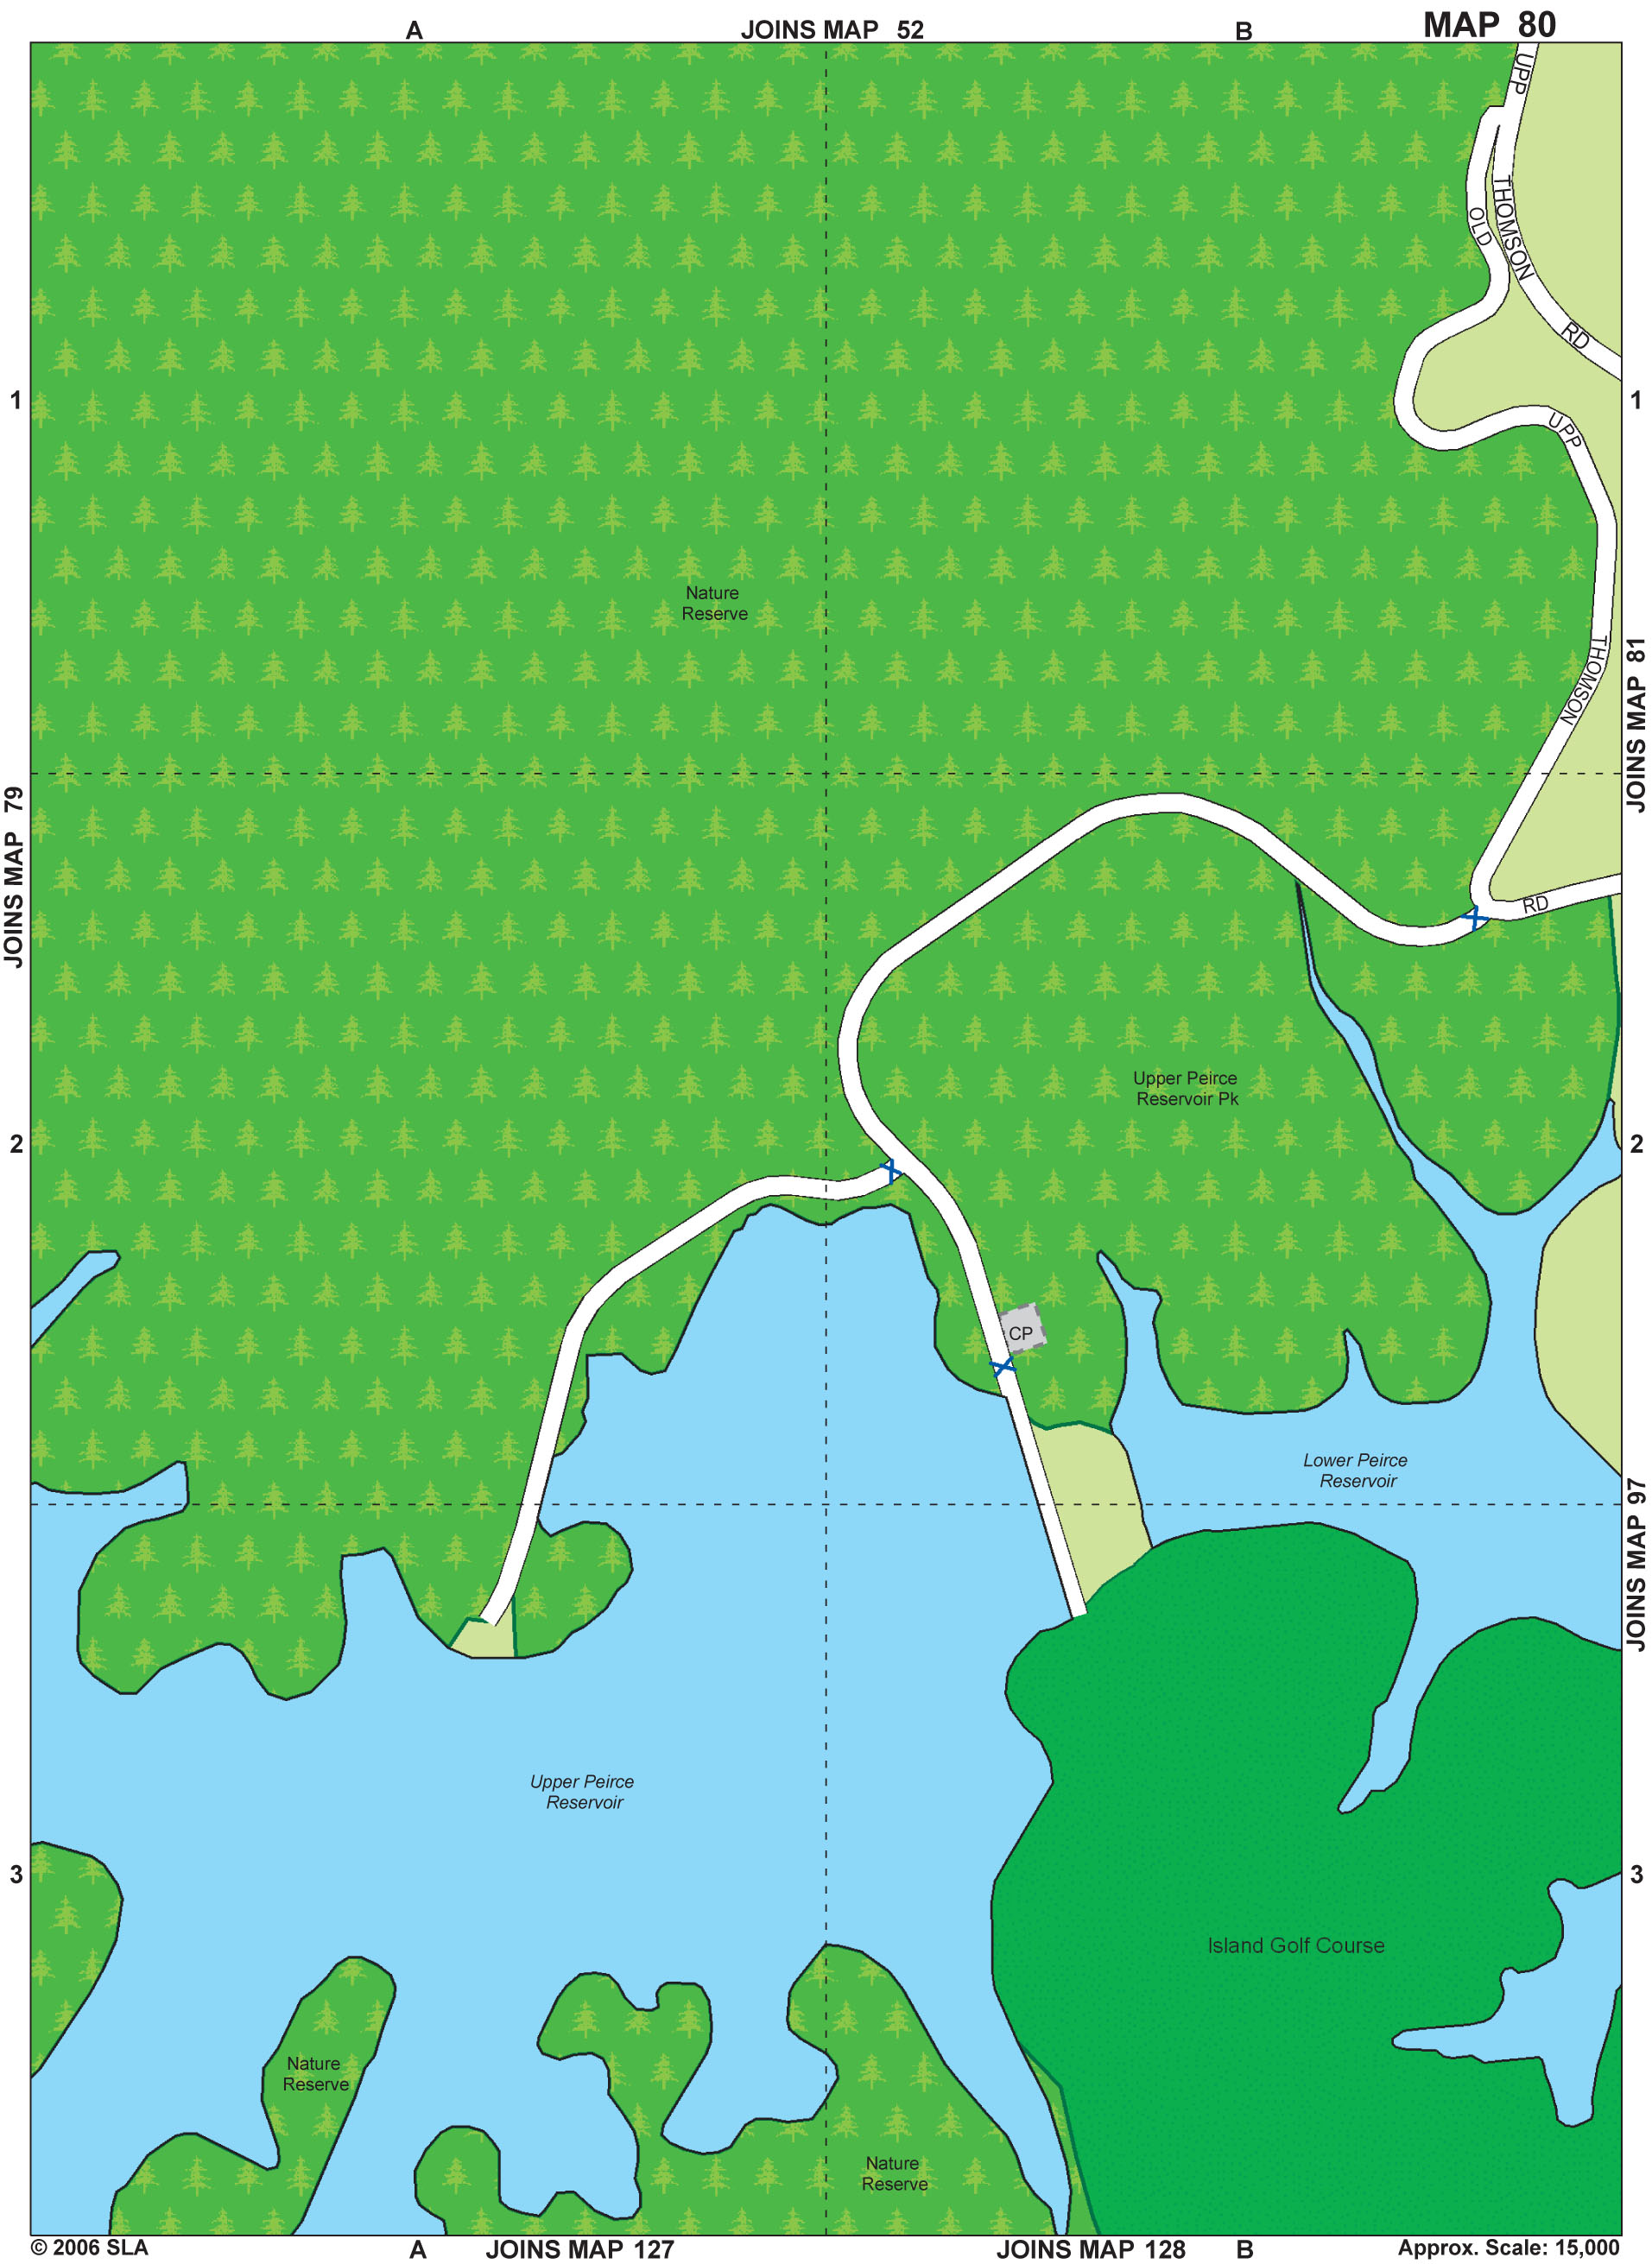 A
JOINS MAP 52
B
MAP 80
UPP
THOMSON
RD
OLD
UPP
THOMSON
RD
1
1
Nature
Reserve
JOINS MAP 79
JOINS MAP 81
Upper Peirce
Reservoir Pk
2
2
CP
Lower Peirce
Reservoir
JOINS MAP 97
Upper Peirce
Reservoir
3
3
Island Golf Course
Nature
Reserve
Nature
Reserve
© 2006 SLA
A
JOINS MAP 127
JOINS MAP 128
B
Approx. Scale: 15,000